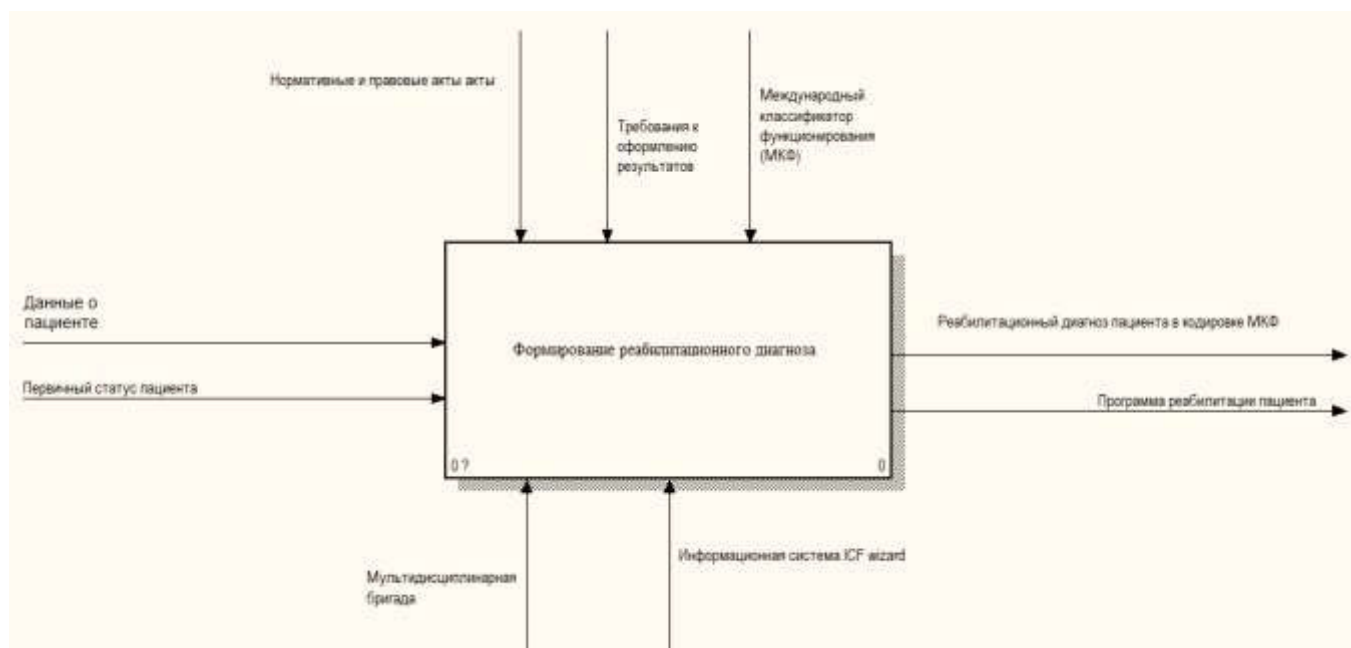 Нормативные и правовые акты акты
Требования к
оформлению
результатов
Международный
классификатор
функционирования
(МКФ)
Данные о
пациенте
Первичный статус пациента
Формирование реабилитационного диагноза
0 ?
0
Реабилитационный диагноз пациента в кодировке МКФ
Программа реабилитации пациента
Мультидисциплинарная
бригада
Информационная система ICF wizard